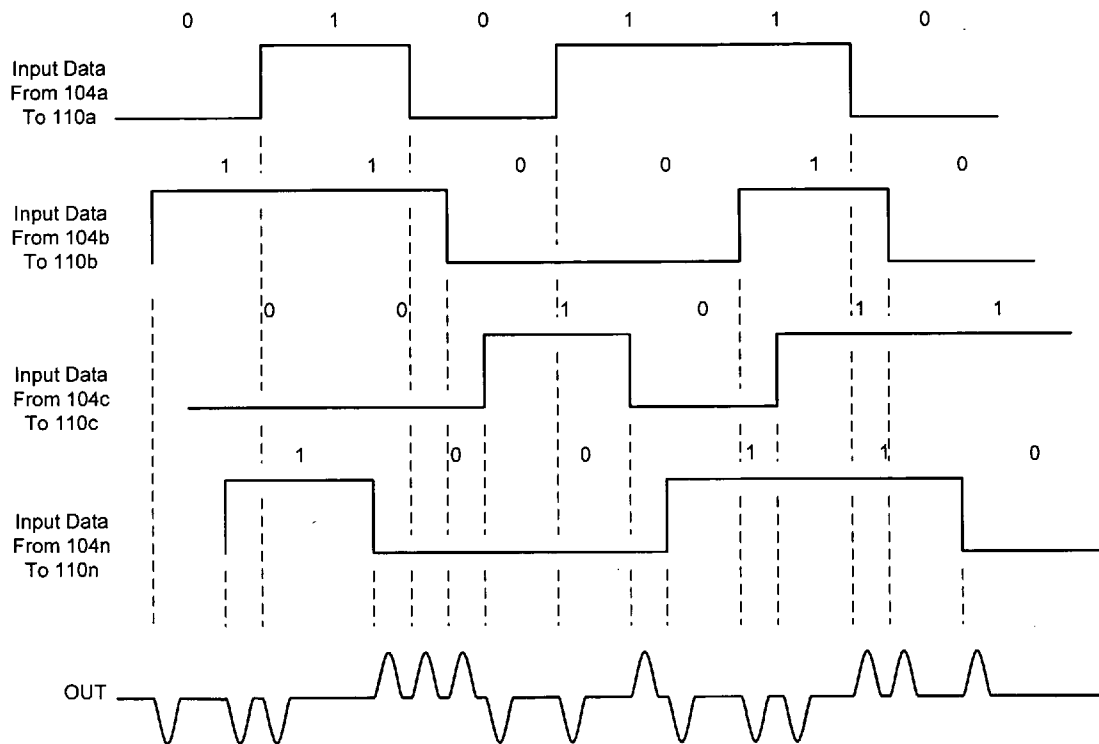 0 1 0 1 1 0
Input Data
From 104a
To 110a
1 1 0 0 1 0
Input Data
From 104b
To 110b
0 0 1 0 1 1
Input Data
From 104c
To 110c
1 0 0 1 1 0
Input Data
From 104n
To 110n
OUT